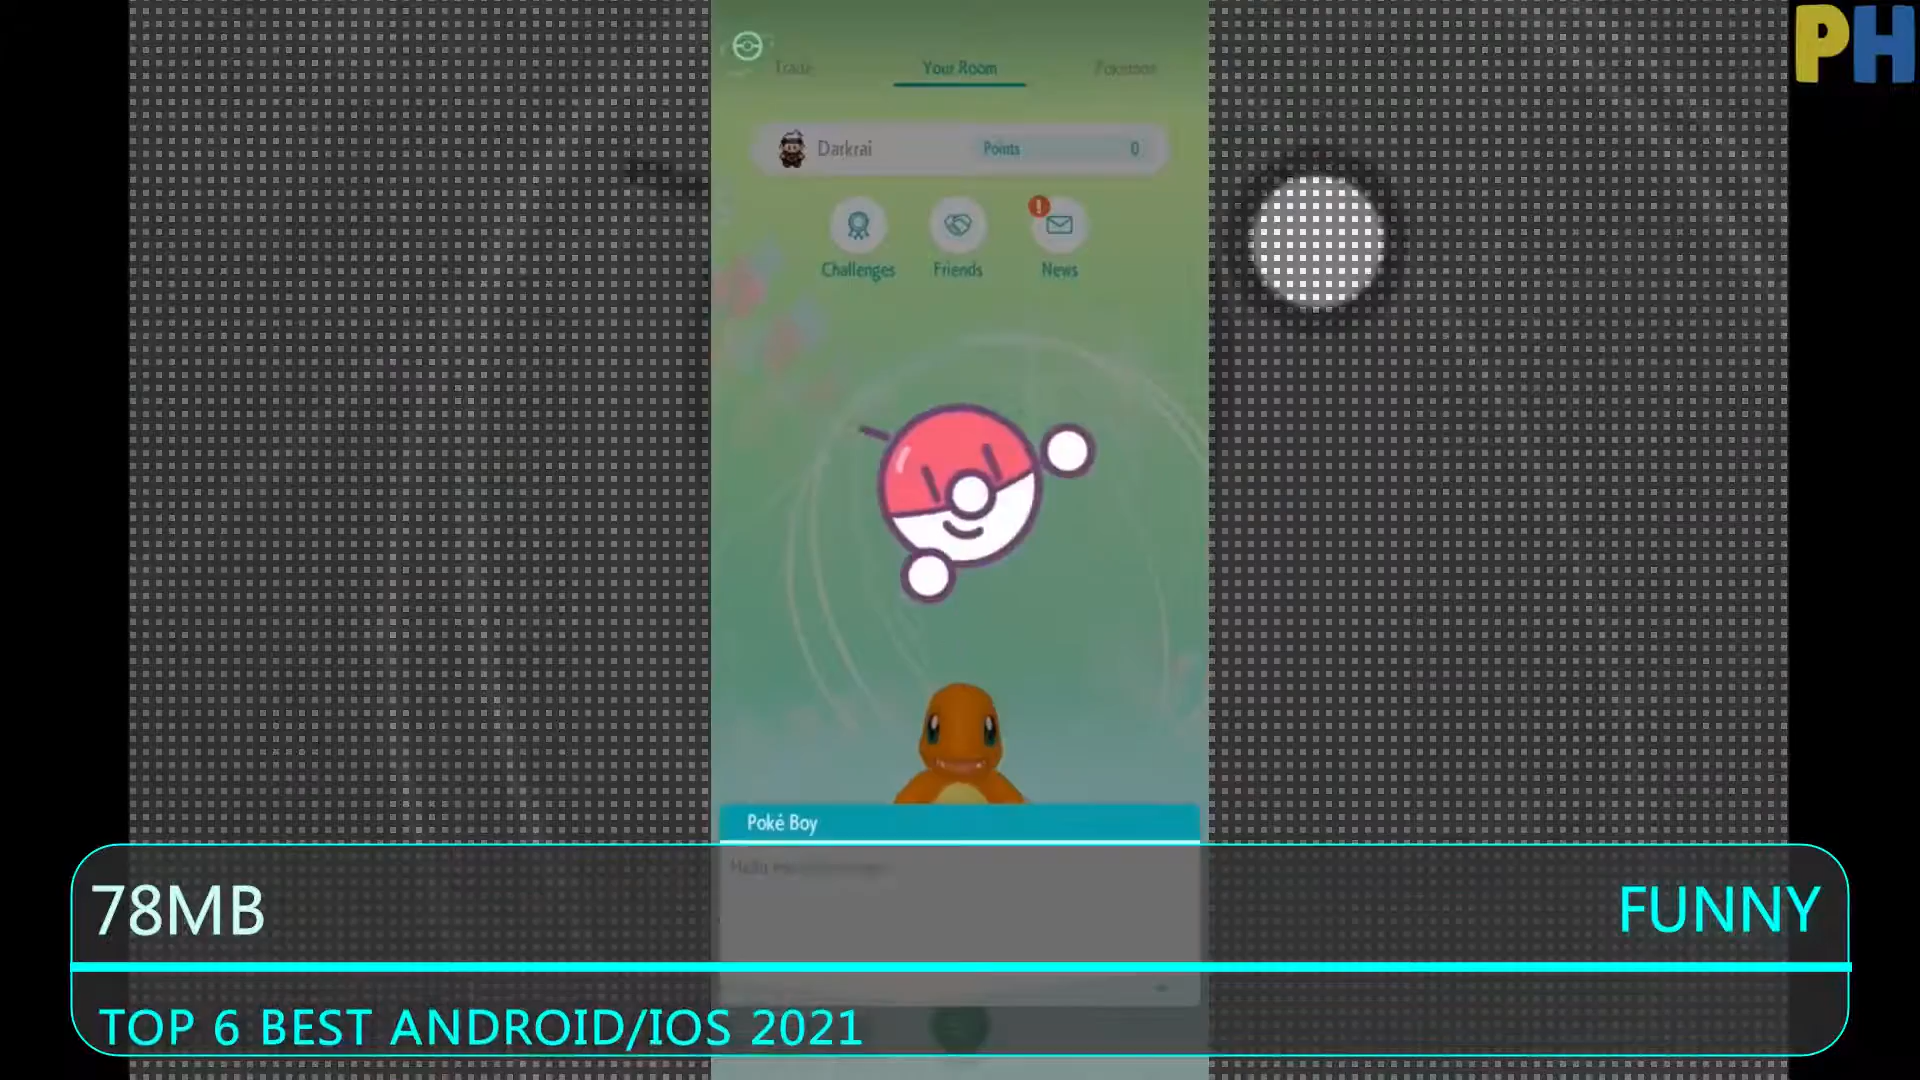 PH
Trade Your Room Pokémon
Darkrai Points 0
!
Challenges Friends News
Poké Boy
78MB FUNNY
TOP 6 BEST ANDROID/IOS 2021